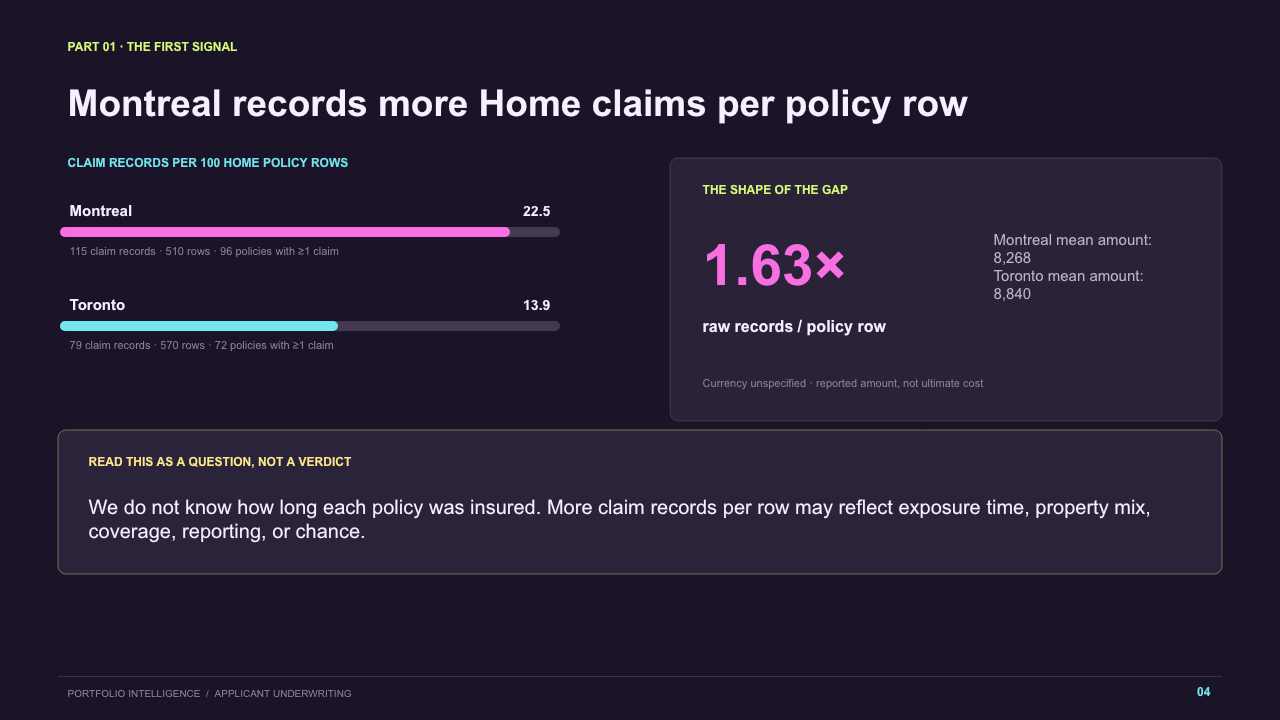 PART 01 · THE FIRST SIGNAL
Montreal records more Home claims per policy row
CLAIM RECORDS PER 100 HOME POLICY ROWS
Montreal 22.5
115 claim records · 510 rows · 96 policies with ≥1 claim
Toronto 13.9
79 claim records · 570 rows · 72 policies with ≥1 claim
THE SHAPE OF THE GAP
1.63×
raw records / policy row
Montreal mean amount:
8,268
Toronto mean amount:
8,840
Currency unspecified · reported amount, not ultimate cost
READ THIS AS A QUESTION, NOT A VERDICT
We do not know how long each policy was insured. More claim records per row may reflect exposure time, property mix,
coverage, reporting, or chance.
PORTFOLIO INTELLIGENCE / APPLICANT UNDERWRITING
04